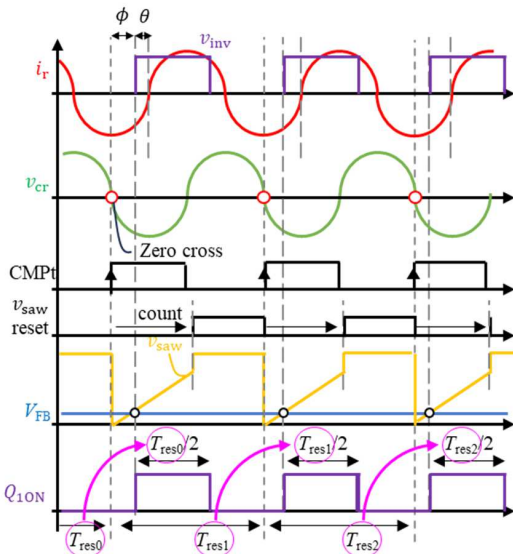 ϕ θ
v_inv
i_r
v_cr
Zero cross
CMPt
v_saw
reset
count
v_saw
V_FB
T_res0/2 T_res1/2 T_res2/2
Q_1ON
T_res0 T_res1 T_res2